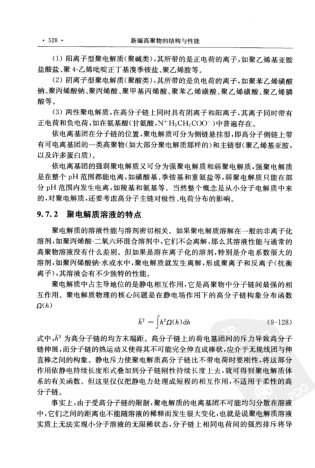 · 528 ·
新编高聚物的结构与性能
(1) 阳离子型聚电解质(聚碱类),其所带的是正电荷的离子,如聚乙烯基亚胺
盐酸盐、聚4-乙烯吡啶正丁基溴季铵盐、聚乙烯胺等。
(2) 阴离子型聚电解质(聚酸类),其所带的是负电荷的离子,如聚苯乙烯磺酸
钠、聚丙烯酸钠、聚丙烯酸、聚甲基丙烯酸、聚苯乙烯磺酸、聚乙烯磺酸、聚乙烯磷
酸等。
(3) 两性聚电解质,在高分子链上同时具有阴离子和阳离子,其离子同时带有
正电荷和负电荷,如在氨基酸(甘氨酸,N⁺H₃CH₂COO⁻)中普遍存在。
依电离基团在分子链的位置,聚电解质可分为侧链悬挂型,即高分子侧链上带
有可电离基团的一类高聚物(如大部分聚电解质那样的)和主链型(聚乙烯基亚胺,
以及许多蛋白质)。
依电离基团的强弱聚电解质又可分为强聚电解质和弱聚电解质,强聚电解质
是在整个 pH 范围都能电离,如磺酸基、季铵基和重氮盐等,弱聚电解质只能在部
分 pH 范围内发生电离,如羧基和氨基等。当然整个概念是从小分子电解质中来
的,对聚电解质,还要考虑高分子主链对极性、电荷分布的影响。
9.7.2 聚电解质溶液的特点
聚电解质的溶液性能与溶剂密切相关。如果聚电解质溶解在一般的非离子化
溶剂,如聚丙烯酸-二氧六环混合溶剂中,它们不会离解,那么其溶液性能与通常的
高聚物溶液没有什么差别。但如果是溶在离子化的溶剂,特别是介电系数很大的
溶剂,如聚丙烯酸钠-水或水中,聚电解质就发生离解,形成聚离子和反离子(抗衡
离子),其溶液会有不少独特的性能。
聚电解质中占主导地位的是静电相互作用,它是高聚物中分子链间最强的相
互作用。聚电解质物理的核心问题是在静电场作用下的高分子链构象分布函数
Ω(h)
h̄² = ∫h²Ω(h)dh (9-128)
式中,h̄² 为高分子链的均方末端距。高分子链上的荷电基团间的斥力导致高分子
链伸展,而分子链的热运动又使得其不可能完全伸直成棒状,应介于无规线团与伸
直棒之间的构象。静电斥力使聚电解质高分子链比不带电荷时要刚性,将这部分
作用依静电持续长度形式叠加到分子链刚性持续长度上去,就可得到聚电解质体
系的有关函数。但这里仅仅把静电力处理成短程的相互作用,不适用于柔性的高
分子链。
事实上,由于受高分子链的限制,聚电解质的电离基团不可能均匀分散在溶液
中,它们之间的距离也不能随溶液的稀释而发生很大变化,也就是说聚电解质溶液
实质上无法实现小分子溶液的无限稀状态,分子链上相同电荷间的强烈排斥将导